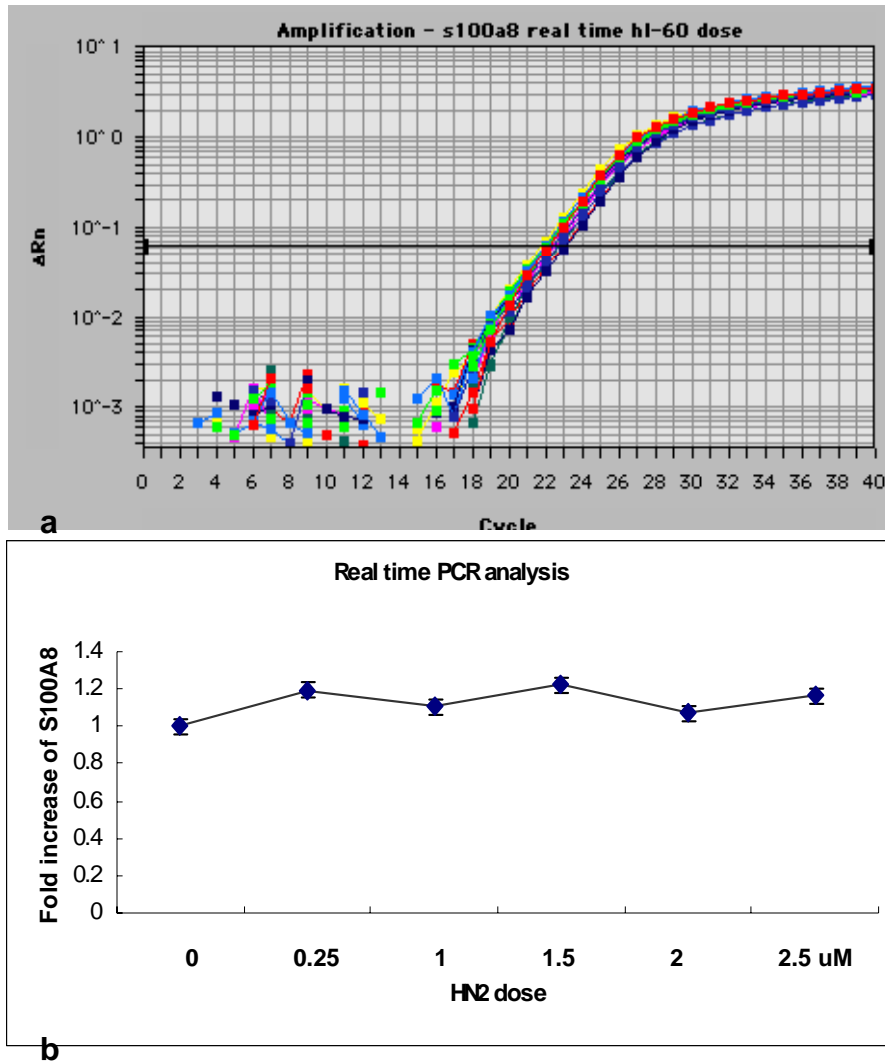 Amplification - s100a8 real time hl-60 dose
10^ 1
10^ 0
10^-1
10^-2
10^-3
ΔRn
0 2 4 6 8 10 12 14 16 18 20 22 24 26 28 30 32 34 36 38 40
Cycle
a
Real time PCR analysis
Fold increase of S100A8
1.4
1.2
1
0.8
0.6
0.4
0.2
0
0 0.25 1 1.5 2 2.5 uM
HN2 dose
b